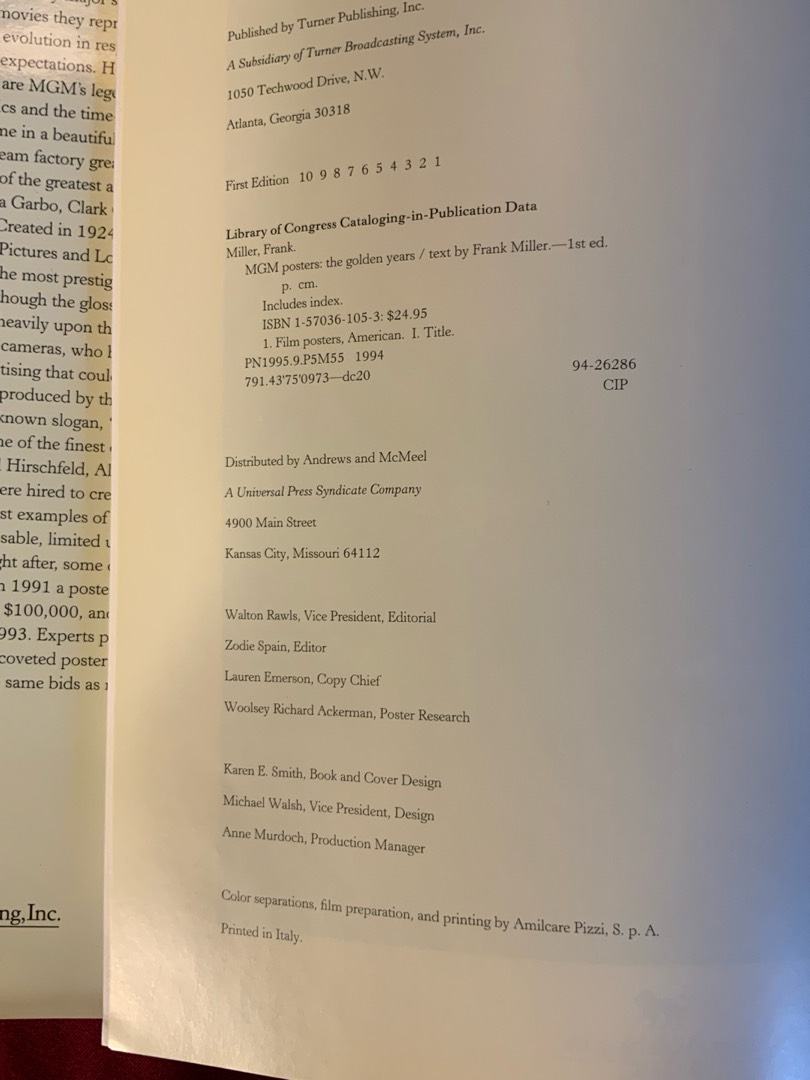 movies they
evolution in res
expectations. H
are MGM's
cs and the time
ne in a beautiful
eam factory
of the greatest a
a Garbo, Clark
Created in 1924
Pictures and
he most prestig
hough the gloss
heavily upon th
cameras, who
tising that coul
produced by th
known slogan,
ne of the finest
Hirschfeld, Al
ere hired to cre
st examples of
sable, limited
ght after, some
n 1991 a poste
$100,000, and
993. Experts p
coveted poster
same bids as
ng, Inc.
Published by Turner Publishing, Inc.
A Subsidiary of Turner Broadcasting System, Inc.
1050 Techwood Drive, N.W.
Atlanta, Georgia 30318
First Edition 10 9 8 7 6 5 4 3 2 1
Library of Congress Cataloging-in-Publication Data
Miller, Frank.
MGM posters: the golden years / text by Frank Miller.—1st ed.
p. cm.
Includes index.
ISBN 1-57036-105-3: $24.95
1. Film posters, American. I. Title.
PN1995.9.P5M55 1994
791.43'75'0973—dc20
94-26286
CIP
Distributed by Andrews and McMeel
A Universal Press Syndicate Company
4900 Main Street
Kansas City, Missouri 64112
Walton Rawls, Vice President, Editorial
Zodie Spain, Editor
Lauren Emerson, Copy Chief
Woolsey Richard Ackerman, Poster Research
Karen E. Smith, Book and Cover Design
Michael Walsh, Vice President, Design
Anne Murdoch, Production Manager
Color separations, film preparation, and printing by Amilcare Pizzi, S. p. A.
Printed in Italy.